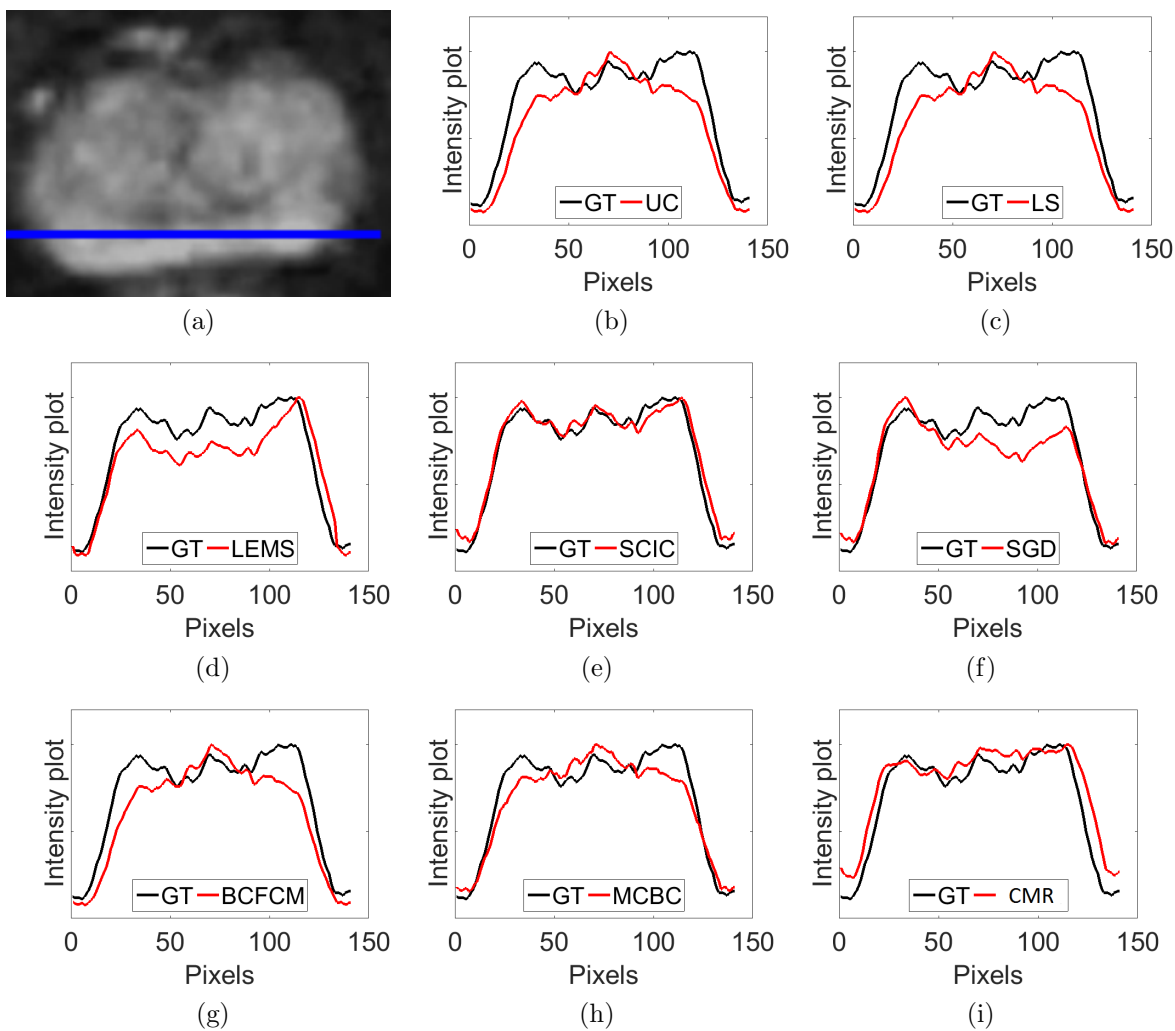 Intensity plot
GT UC
0 50 100 150
Pixels
Intensity plot
GT LS
0 50 100 150
Pixels
(a)
(b)
(c)
Intensity plot
GT LEMS
0 50 100 150
Pixels
Intensity plot
GT SCIC
0 50 100 150
Pixels
Intensity plot
GT SGD
0 50 100 150
Pixels
(d)
(e)
(f)
Intensity plot
GT BCFCM
0 50 100 150
Pixels
Intensity plot
GT MCBC
0 50 100 150
Pixels
Intensity plot
GT CMR
0 50 100 150
Pixels
(g)
(h)
(i)